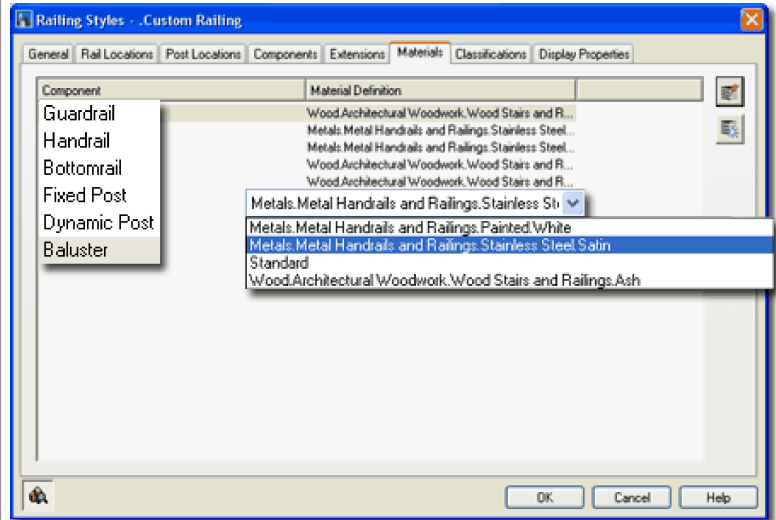 Railing Styles - .Custom Railing
General Rail Locations Post Locations Components Extensions Materials Classifications Display Properties
Component Material Definition
Guardrail Wood.Architectural Woodwork.Wood Stairs and R...
Handrail Metals.Metal Handrails and Railings.Stainless Steel...
Metals.Metal Handrails and Railings.Stainless Steel...
Bottomrail Wood.Architectural Woodwork.Wood Stairs and R...
Wood.Architectural Woodwork.Wood Stairs and R...
Fixed Post Metals.Metal Handrails and Railings.Stainless St
Dynamic Post Metals.Metal Handrails and Railings.Painted.White
Baluster Metals.Metal Handrails and Railings.Stainless Steel.Satin
Standard
Wood.Architectural Woodwork.Wood Stairs and Railings.Ash
OK Cancel Help